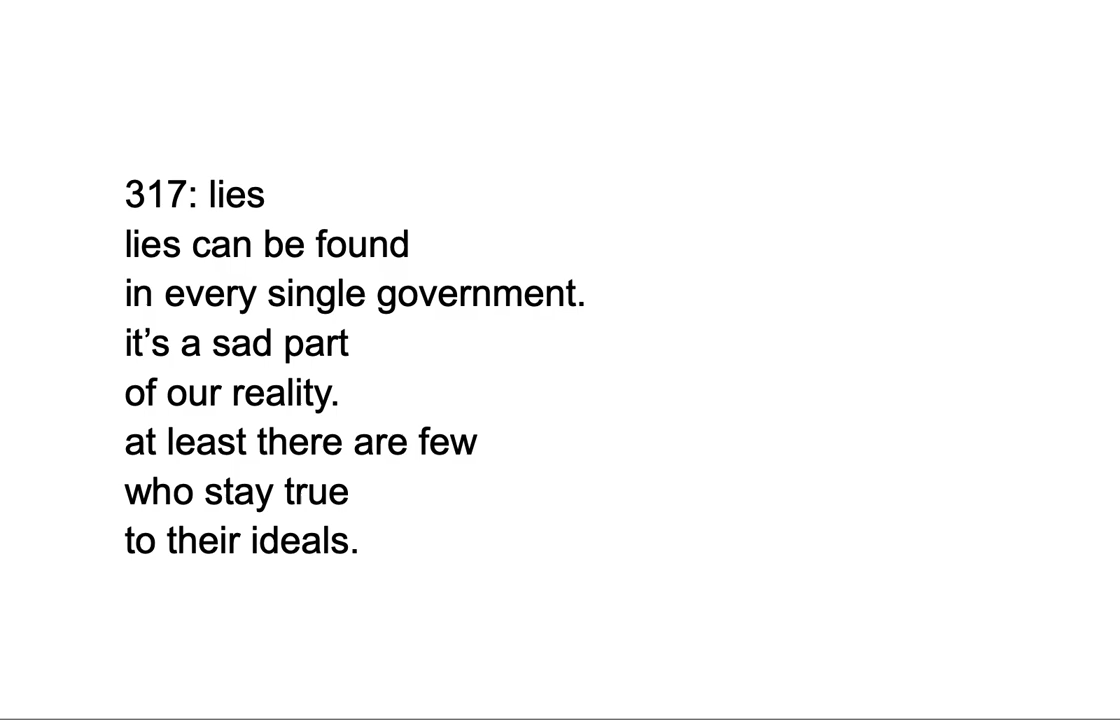 317: lies
lies can be found
in every single government.
it’s a sad part
of our reality.
at least there are few
who stay true
to their ideals.